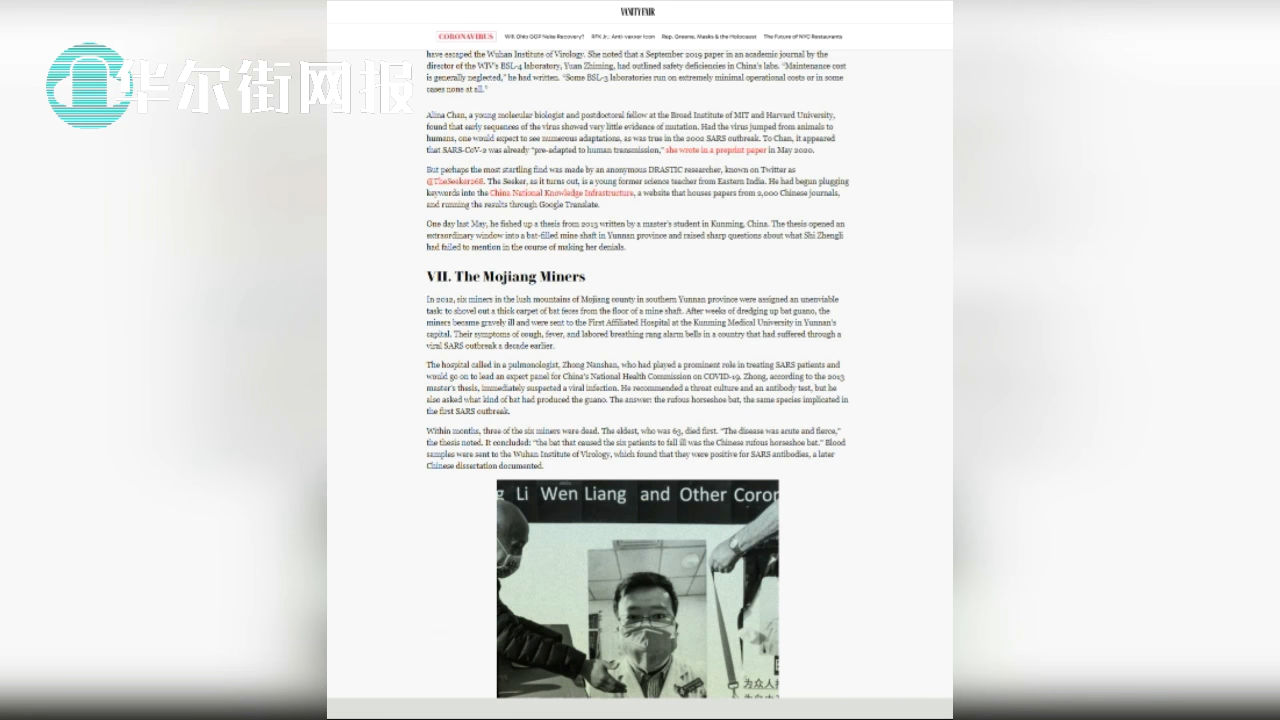 VANITY FAIR
CORONAVIRUS Will Ohio GOP Nuke Recovery? RFK Jr.: Anti-vaxxer Icon Rep. Greene, Masks & the Holocaust The Future of NYC Restaurants
华尔街网报
have escaped the Wuhan Institute of Virology. She noted that a September 2019 paper in an academic journal by the
director of the WIV's BSL-4 laboratory, Yuan Zhiming, had outlined safety deficiencies in China's labs. “Maintenance cost
is generally neglected,” he had written. “Some BSL-3 laboratories run on extremely minimal operational costs or in some
cases none at all.”
Alina Chan, a young molecular biologist and postdoctoral fellow at the Broad Institute of MIT and Harvard University,
found that early sequences of the virus showed very little evidence of mutation. Had the virus jumped from animals to
humans, one would expect to see numerous adaptations, as was true in the 2002 SARS outbreak. To Chan, it appeared
that SARS-CoV-2 was already “pre-adapted to human transmission,” she wrote in a preprint paper in May 2020.
But perhaps the most startling find was made by an anonymous DRASTIC researcher, known on Twitter as
@TheSeeker268. The Seeker, as it turns out, is a young former science teacher from Eastern India. He had begun plugging
keywords into the China National Knowledge Infrastructure, a website that houses papers from 2,000 Chinese journals,
and running the results through Google Translate.
One day last May, he fished up a thesis from 2013 written by a master's student in Kunming, China. The thesis opened an
extraordinary window into a bat-filled mine shaft in Yunnan province and raised sharp questions about what Shi Zhengli
had failed to mention in the course of making her denials.
VII. The Mojiang Miners
In 2012, six miners in the lush mountains of Mojiang county in southern Yunnan province were assigned an unenviable
task: to shovel out a thick carpet of bat feces from the floor of a mine shaft. After weeks of dredging up bat guano, the
miners became gravely ill and were sent to the First Affiliated Hospital at the Kunming Medical University in Yunnan's
capital. Their symptoms of cough, fever, and labored breathing rang alarm bells in a country that had suffered through a
viral SARS outbreak a decade earlier.
The hospital called in a pulmonologist, Zhong Nanshan, who had played a prominent role in treating SARS patients and
would go on to lead an expert panel for China's National Health Commission on COVID-19. Zhong, according to the 2013
master's thesis, immediately suspected a viral infection. He recommended a throat culture and an antibody test, but he
also asked what kind of bat had produced the guano. The answer: the rufous horseshoe bat, the same species implicated in
the first SARS outbreak.
Within months, three of the six miners were dead. The eldest, who was 63, died first. “The disease was acute and fierce,”
the thesis noted. It concluded: “the bat that caused the six patients to fall ill was the Chinese rufous horseshoe bat.” Blood
samples were sent to the Wuhan Institute of Virology, which found that they were positive for SARS antibodies, a later
Chinese dissertation documented.
g Li Wen Liang and Other Coron
为众人